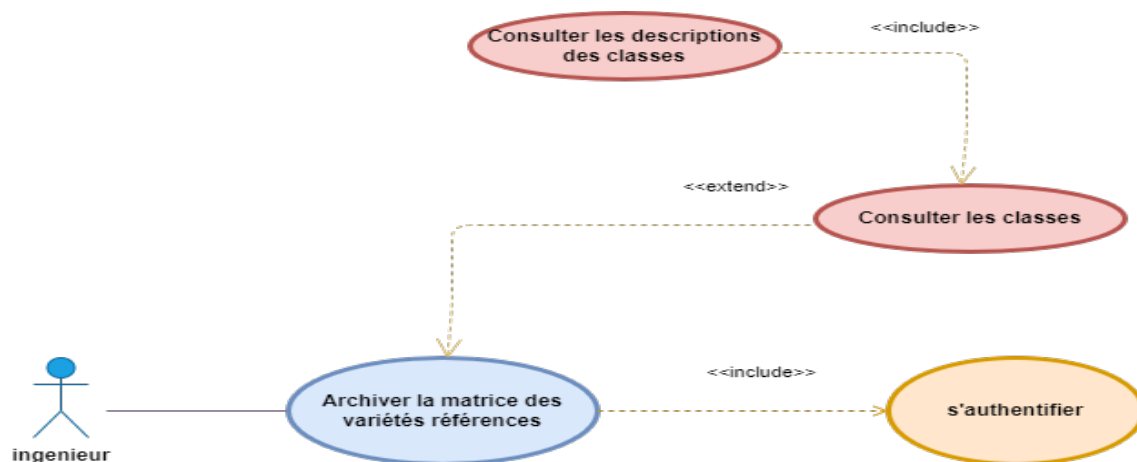 Consulter les descriptions
des classes
<<include>>
<<extend>>
Consulter les classes
Archiver la matrice des
variétés références
<<include>>
s'authentifier
ingenieur